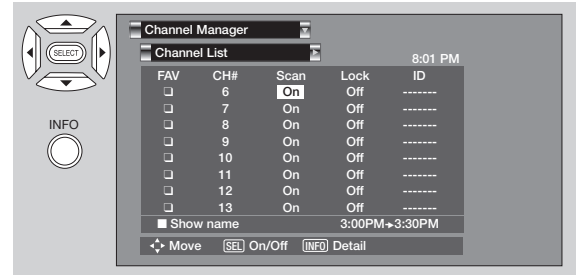 Channel Manager
Channel List
8:01 PM
FAV CH# Scan Lock ID
6 On Off -------
7 On Off -------
8 On Off -------
9 On Off -------
10 On Off -------
11 On Off -------
12 On Off -------
13 On Off -------
Show name 3:00PM→3:30PM
Move SEL On/Off INFO Detail
SELECT
INFO